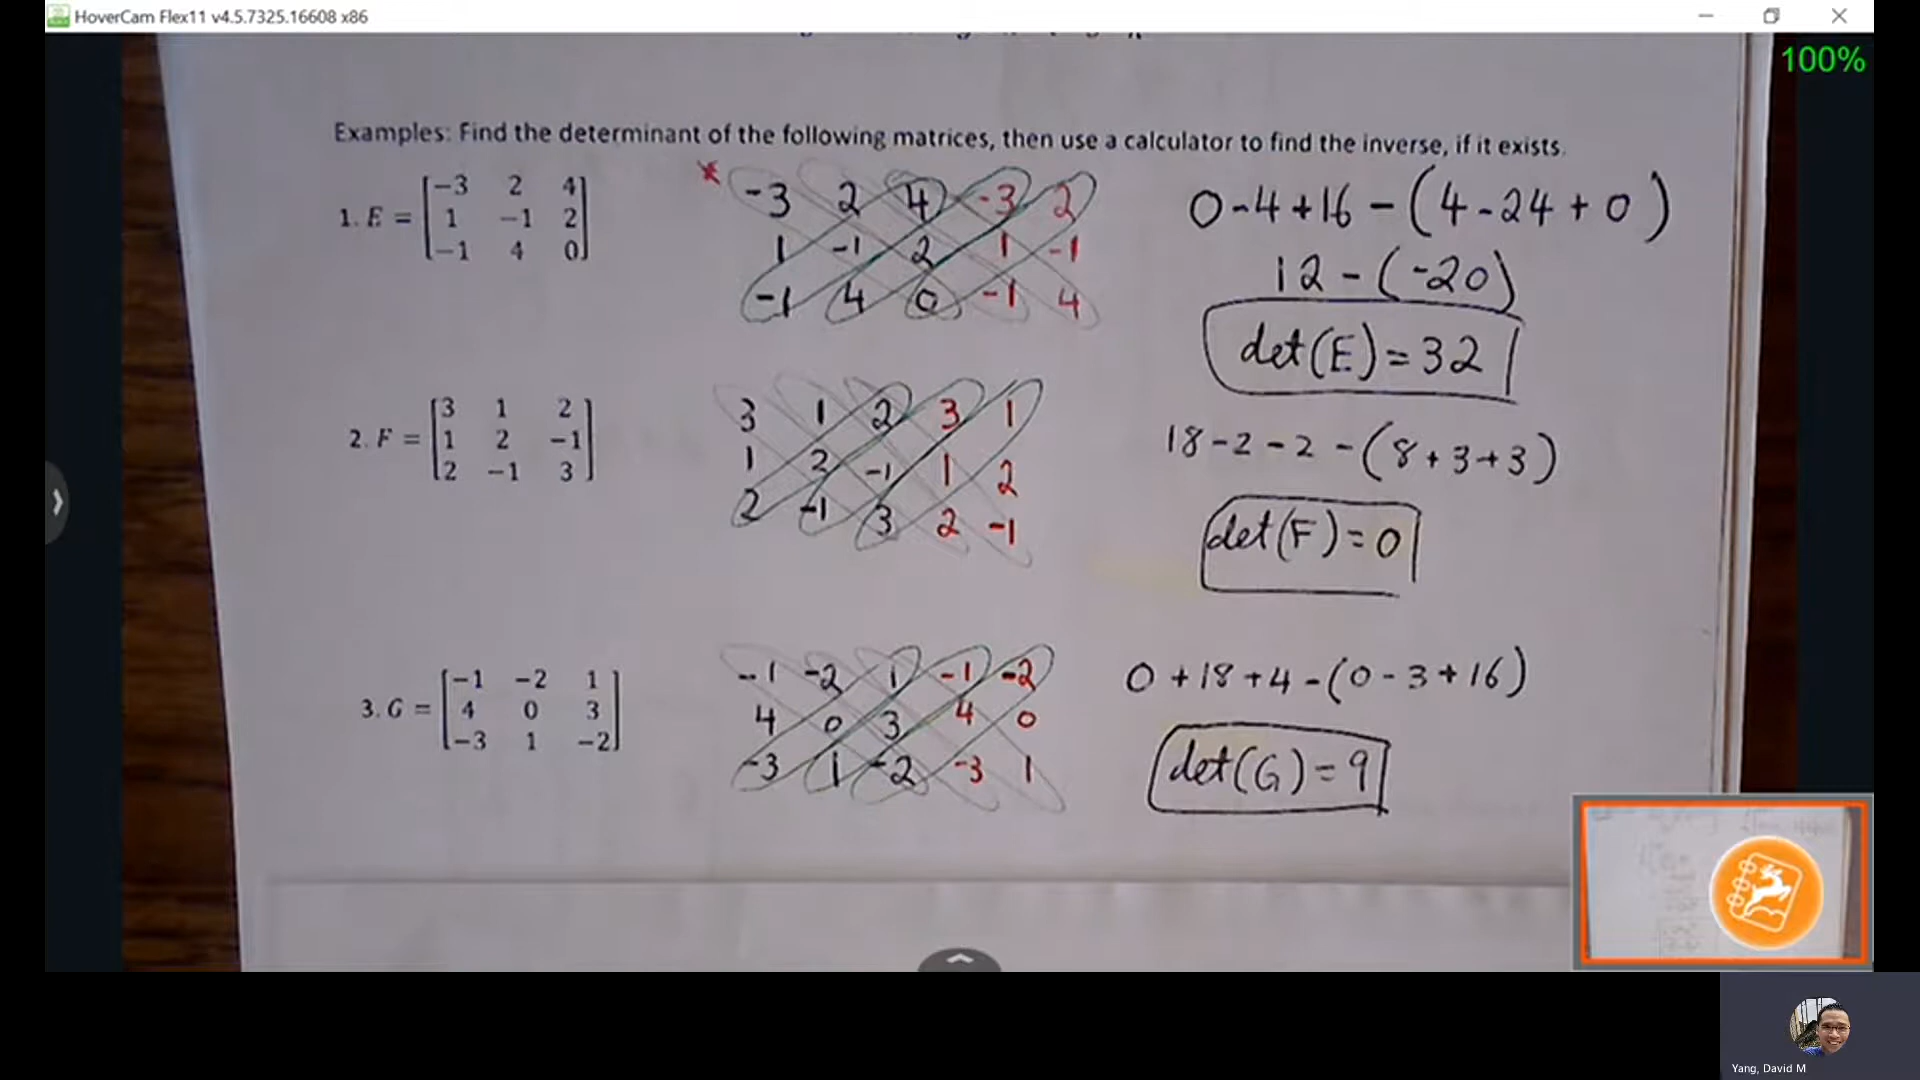 HoverCam Flex11 v4.5.7325.16608 x86
100%
Examples: Find the determinant of the following matrices, then use a calculator to find the inverse, if it exists.
1. E = [-3 2 4
1 -1 2
-1 4 0]
* -3 2 4 -3 2
1 -1 2 1 -1
-1 4 0 -1 4
0-4+16-(4-24+0)
12-(-20)
det(E)=32
2. F = [3 1 2
1 2 -1
2 -1 3]
3 1 2 3 1
1 2 -1 1 2
2 -1 3 2 -1
18-2-2-(8+3+3)
det(F)=0
3. G = [-1 -2 1
4 0 3
-3 1 -2]
-1 -2 1 -1 -2
4 0 3 4 0
-3 1 -2 -3 1
0+18+4-(0-3+16)
det(G)=9
Yang, David M